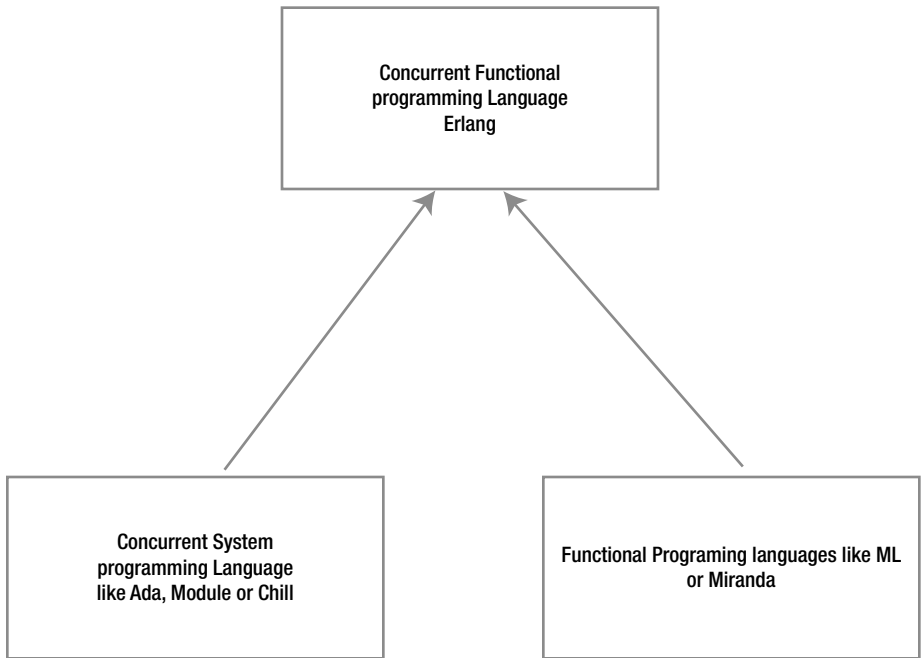 Concurrent Functional
programming Language
Erlang
Concurrent System
programming Language
like Ada, Module or Chill
Functional Programing languages like ML
or Miranda